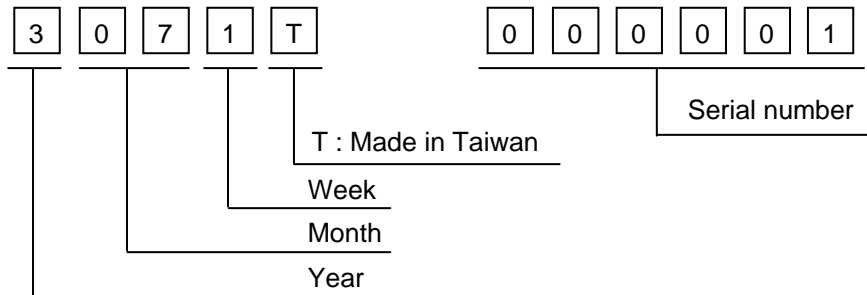 3 0 7 1 T 0 0 0 0 0 1
Serial number
T : Made in Taiwan
Week
Month
Year